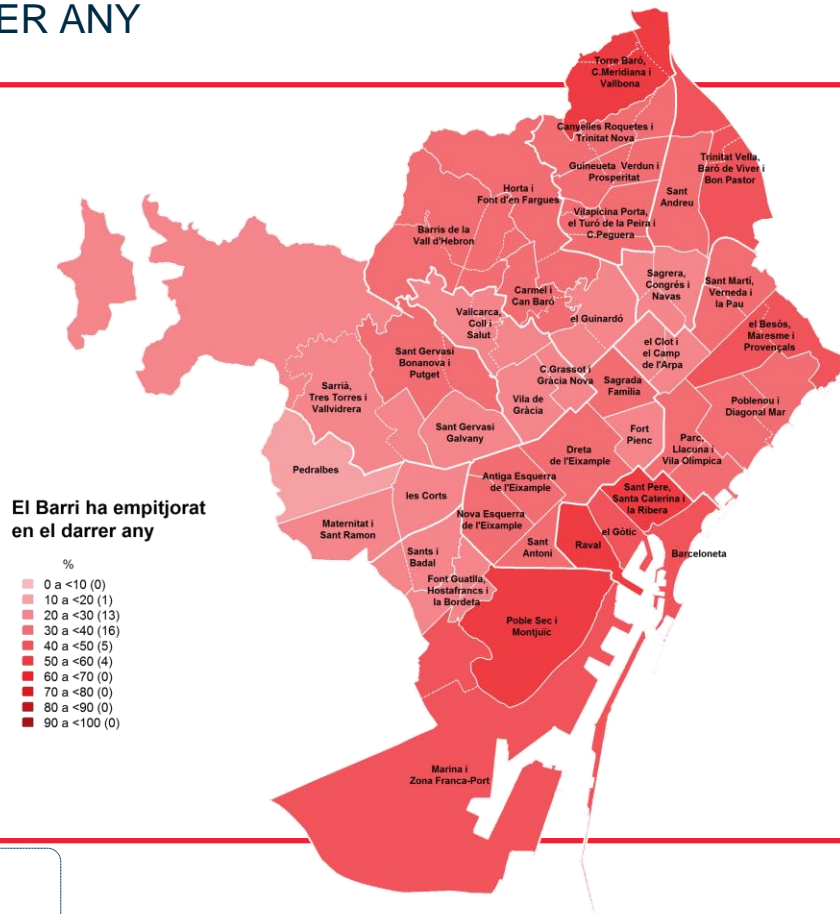 ER ANY
Torre Baró,
C.Meridiana i
Vallbona
Canyelles Roquetes i
Trinitat Nova
Guineueta Verdun i
Prosperitat
Trinitat Vella,
Baró de Viver i
Bon Pastor
Horta i
Font d'en Fargues
Sant
Andreu
Vilapicina Porta,
el Turó de la Peira i
C.Peguera
Barris de la
Vall d'Hebron
Sagrera,
Congrés i
Navas
Sant Martí,
Verneda i
la Pau
Carmel i
Can Baró
Vallcarca,
Coll i
Salut
el Guinardó
el Besòs,
Maresme i
Provençals
el Clot i
el Camp
de l'Arpa
Sant Gervasi
Bonanova i
Putget
C.Grassot i
Gràcia Nova
Sagrada
Família
Sarrià,
Tres Torres i
Vallvidrera
Vila de
Gràcia
Poblenou i
Diagonal Mar
Sant Gervasi
Galvany
Fort
Pienc
Parc,
Llacuna i
Vila Olímpica
Dreta
de l'Eixample
Pedralbes
Antiga Esquerra
de l'Eixample
Sant Pere,
Santa Caterina i
la Ribera
les Corts
Nova Esquerra
de l'Eixample
Maternitat i
Sant Ramon
el Gòtic
Sant
Antoni
Raval
Barceloneta
Sants i
Badal
Font Guatlla,
Hostafrancs i
la Bordeta
Poble Sec i
Montjuïc
Marina i
Zona Franca-Port
El Barri ha empitjorat
en el darrer any
%
0 a <10 (0)
10 a <20 (1)
20 a <30 (13)
30 a <40 (16)
40 a <50 (5)
50 a <60 (4)
60 a <70 (0)
70 a <80 (0)
80 a <90 (0)
90 a <100 (0)